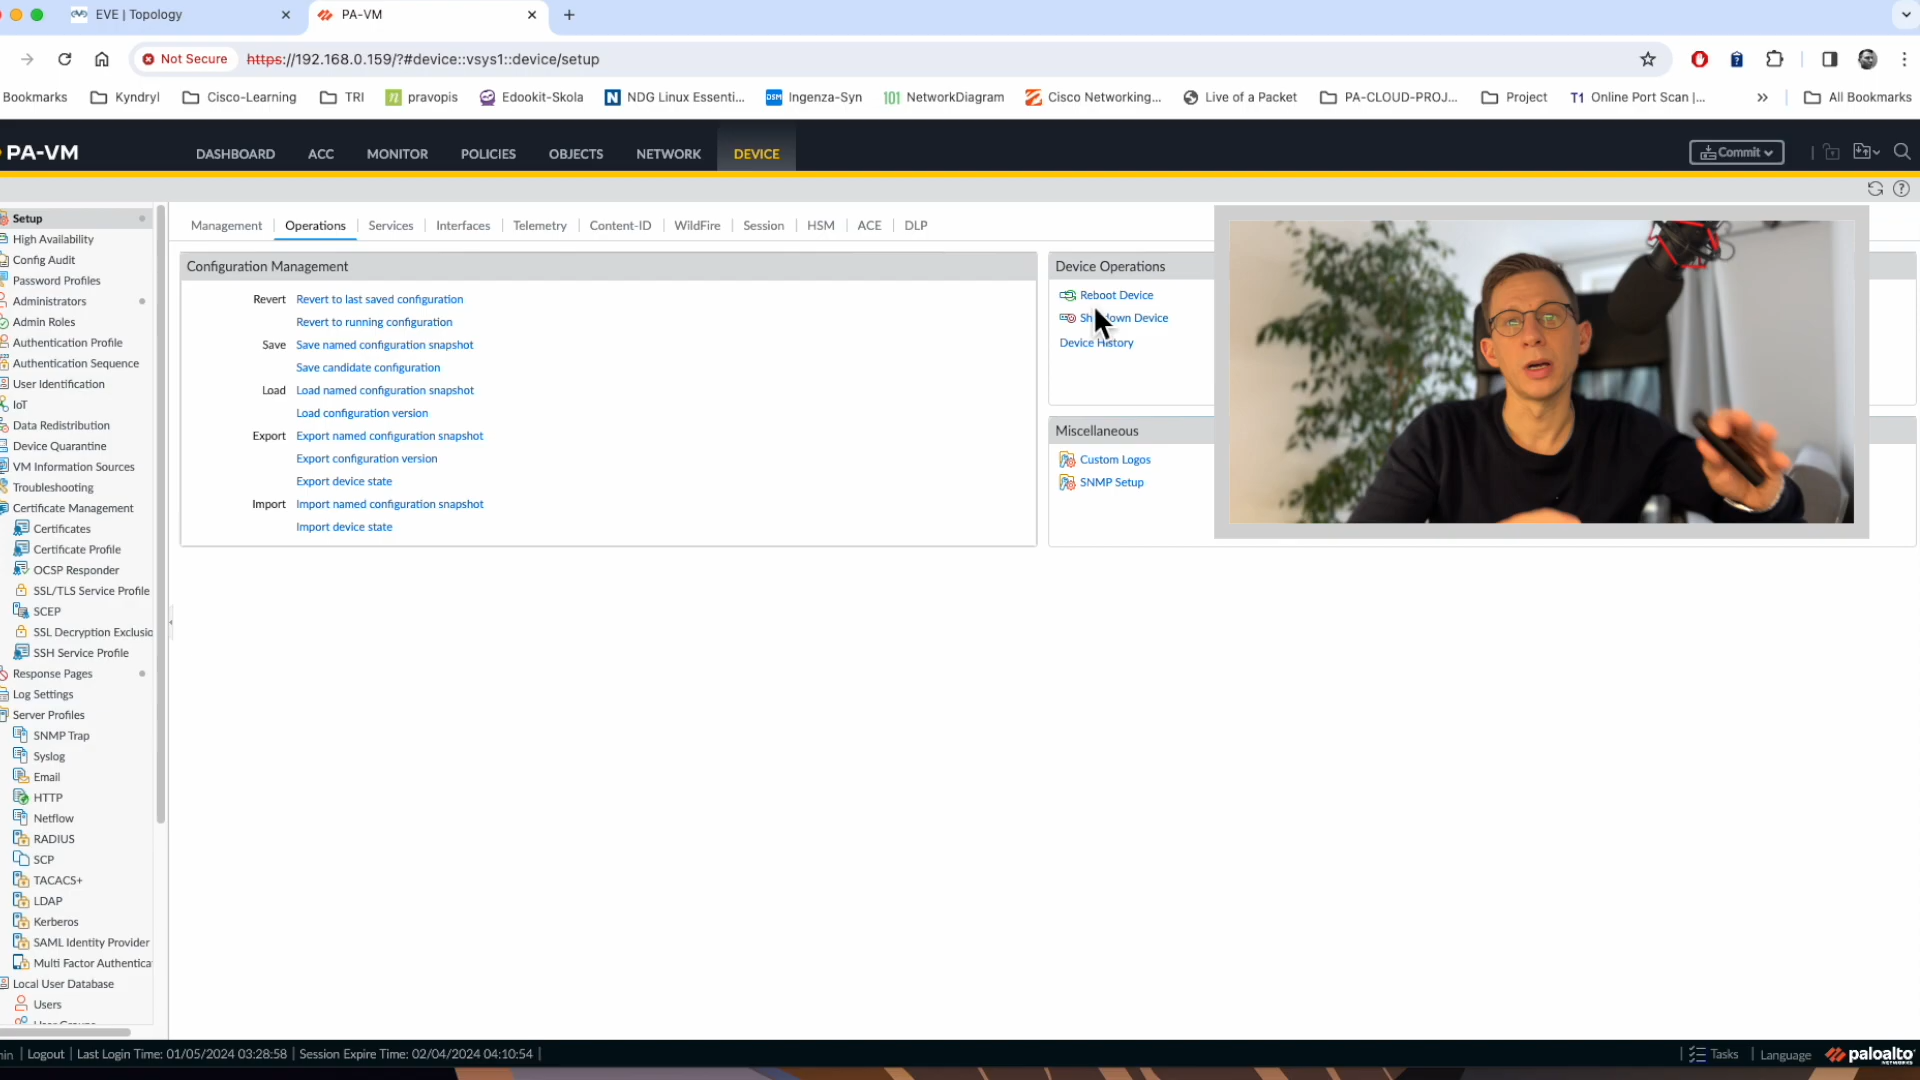 EVE | Topology
PA-VM
Not Secure
https://192.168.0.159/?#device::vsys1::device/setup
Bookmarks
Kyndryl
Cisco-Learning
TRI
pravopis
Edookit-Skola
NDG Linux Essenti...
Ingenza-Syn
101 NetworkDiagram
Cisco Networking...
Live of a Packet
PA-CLOUD-PROJ...
Project
T1 Online Port Scan |...
All Bookmarks
PA-VM
DASHBOARD
ACC
MONITOR
POLICIES
OBJECTS
NETWORK
DEVICE
Commit
Setup
High Availability
Config Audit
Password Profiles
Administrators
Admin Roles
Authentication Profile
Authentication Sequence
User Identification
IoT
Data Redistribution
Device Quarantine
VM Information Sources
Troubleshooting
Certificate Management
Certificates
Certificate Profile
OCSP Responder
SSL/TLS Service Profile
SCEP
SSL Decryption Exclusio
SSH Service Profile
Response Pages
Log Settings
Server Profiles
SNMP Trap
Syslog
Email
HTTP
Netflow
RADIUS
SCP
TACACS+
LDAP
Kerberos
SAML Identity Provider
Multi Factor Authentica
Local User Database
Users
Management
Operations
Services
Interfaces
Telemetry
Content-ID
WildFire
Session
HSM
ACE
DLP
Configuration Management
Revert Revert to last saved configuration
Revert to running configuration
Save Save named configuration snapshot
Save candidate configuration
Load Load named configuration snapshot
Load configuration version
Export Export named configuration snapshot
Export configuration version
Export device state
Import Import named configuration snapshot
Import device state
Device Operations
Reboot Device
Device
Device History
Miscellaneous
Custom Logos
SNMP Setup
Logout | Last Login Time: 01/05/2024 03:28:58 | Session Expire Time: 02/04/2024 04:10:54 |
Tasks | Language
paloalto
NETWORKS